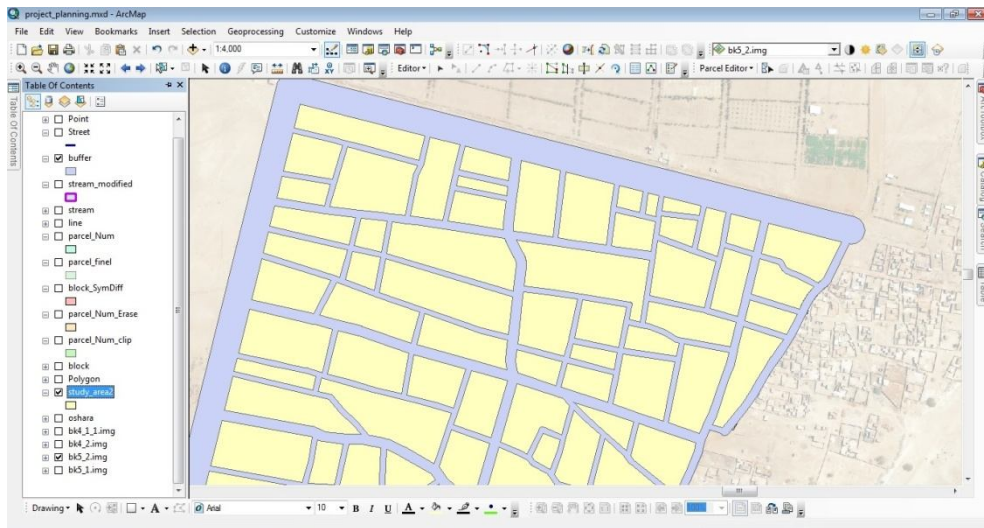 project_planning.mxd - ArcMap
File Edit View Bookmarks Insert Selection Geoprocessing Customize Windows Help
1:4,000
bk5_2.img
Editor
Parcel Editor
Table Of Contents
Table Of Contents
Point
Street
buffer
stream_modified
stream
line
parcel_Num
parcel_finel
block_SymDiff
parcel_Num_Erase
parcel_Num_clip
block
Polygon
study_area2
oshara
bk4_1_1.img
bk4_2.img
bk5_2.img
bk5_1.img
Catalog
Search
Drawing
A
Arial
10
B I U A